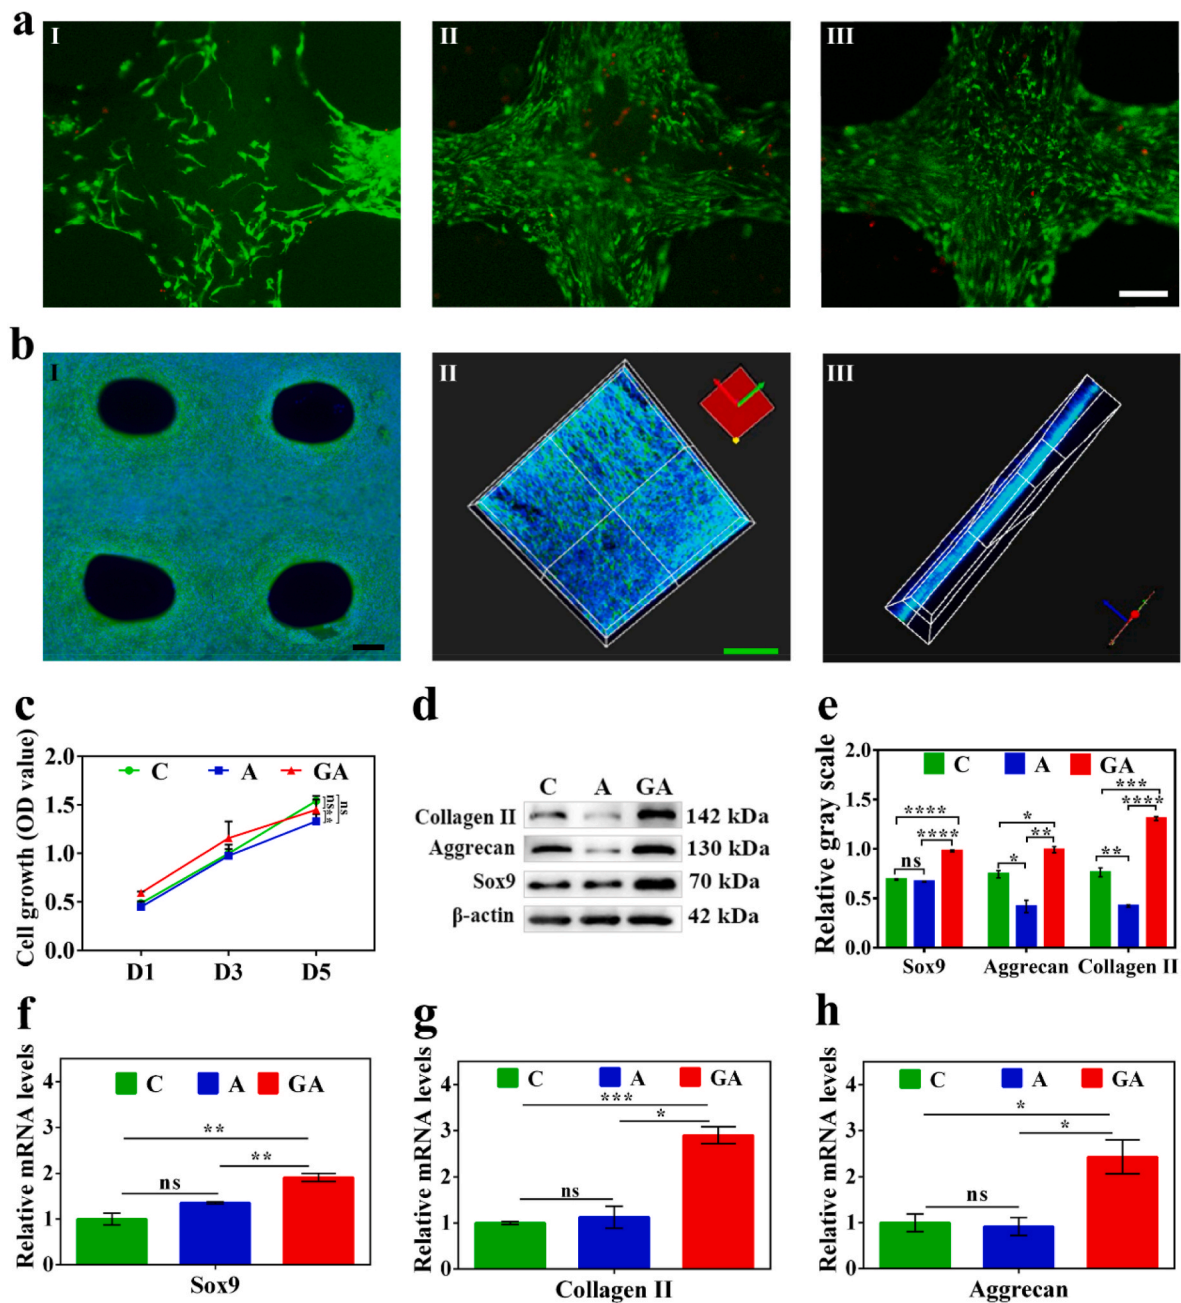 a
I
II
III
b
I
II
III
c
Cell growth (OD value)
2.0
1.5
1.0
0.5
0.0
C
A
GA
ns
ns
**
D1
D3
D5
d
C
A
GA
Collagen II
142 kDa
Aggrecan
130 kDa
Sox9
70 kDa
β-actin
42 kDa
e
Relative gray scale
2.0
1.5
1.0
0.5
0.0
C
A
GA
****
****
ns
*
**
*
***
****
**
Sox9
Aggrecan
Collagen II
f
Relative mRNA levels
4
3
2
1
0
C
A
GA
**
**
ns
Sox9
g
Relative mRNA levels
4
3
2
1
0
C
A
GA
***
*
ns
Collagen II
h
Relative mRNA levels
4
3
2
1
0
C
A
GA
*
*
ns
Aggrecan